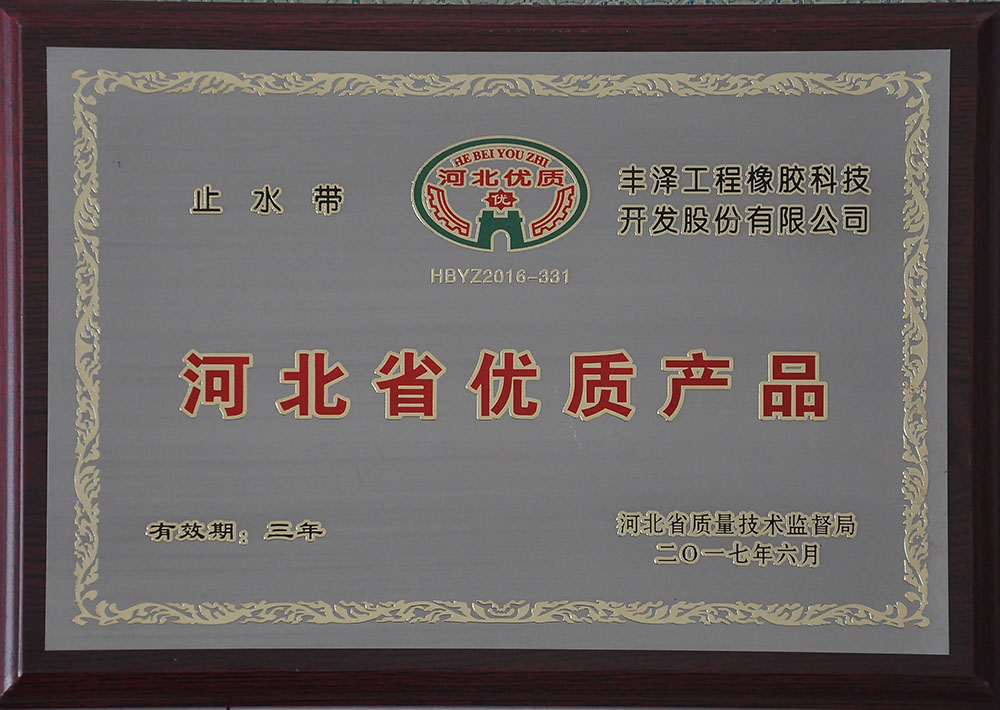 HE BEI YOU ZHI
河北优质
优
止水带
丰泽工程橡胶科技
开发股份有限公司
HBYZ2016-331
河北省优质产品
有效期：三年
河北省质量技术监督局
二〇一七年六月